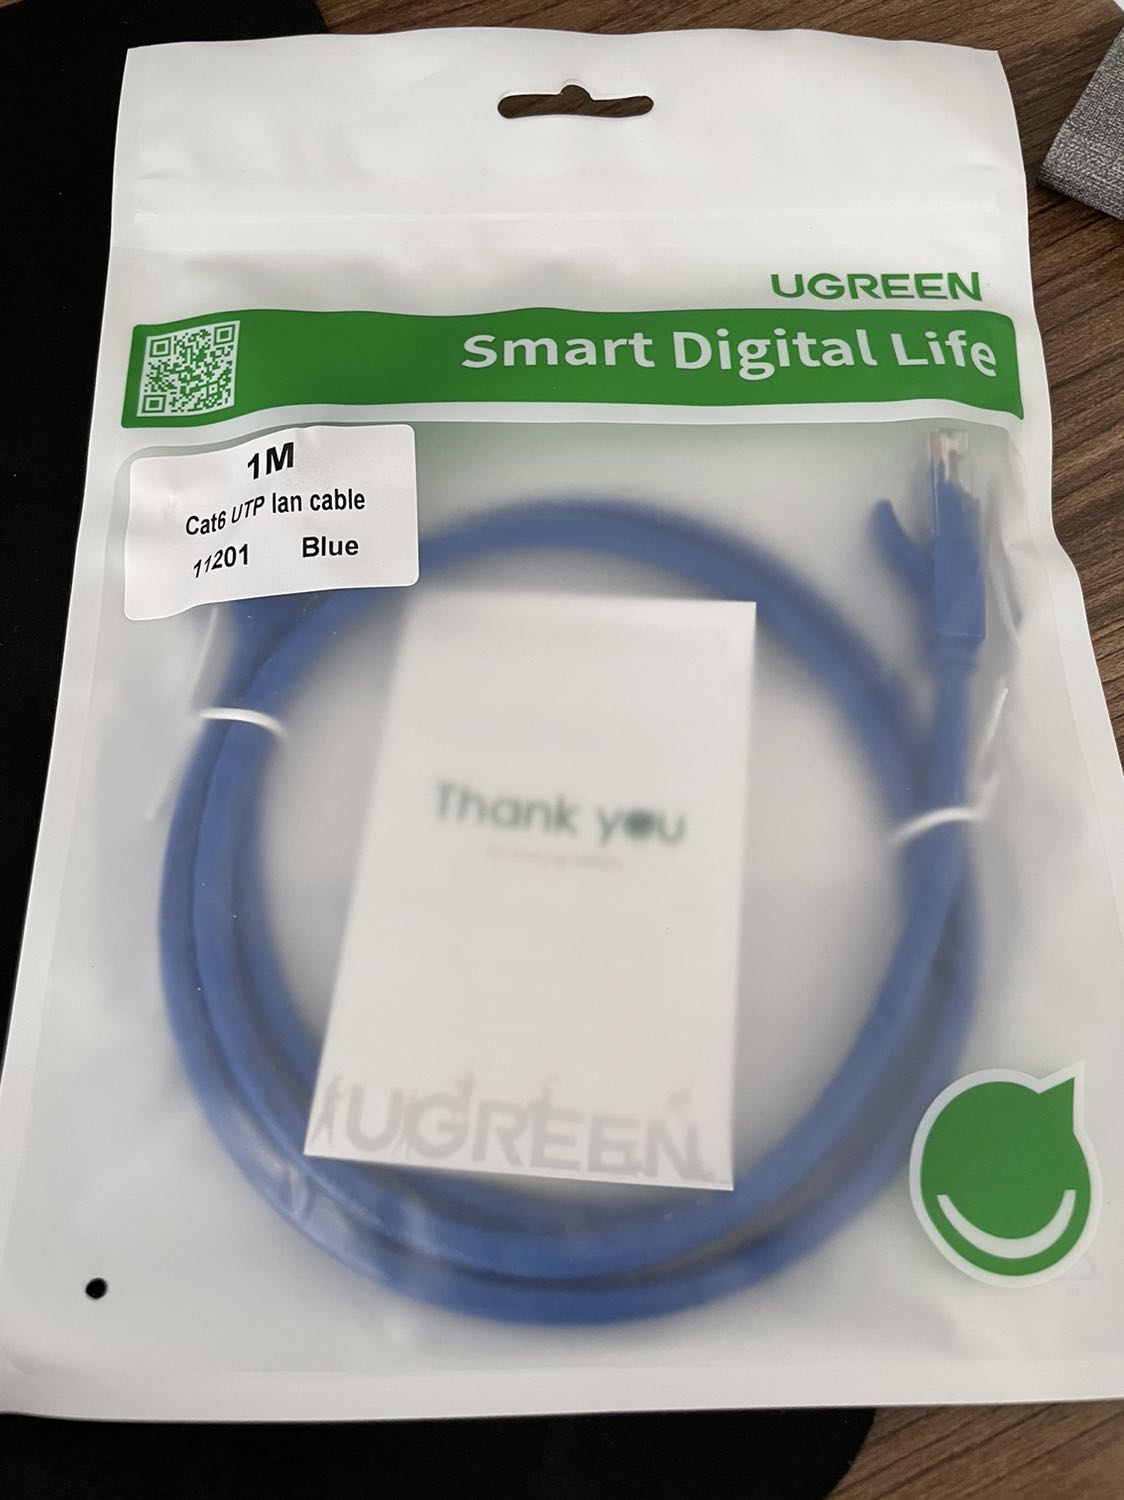 UGREEN
Smart Digital Life
1M
Cat6 UTP lan cable
11201 Blue
Thank you
UGREEN